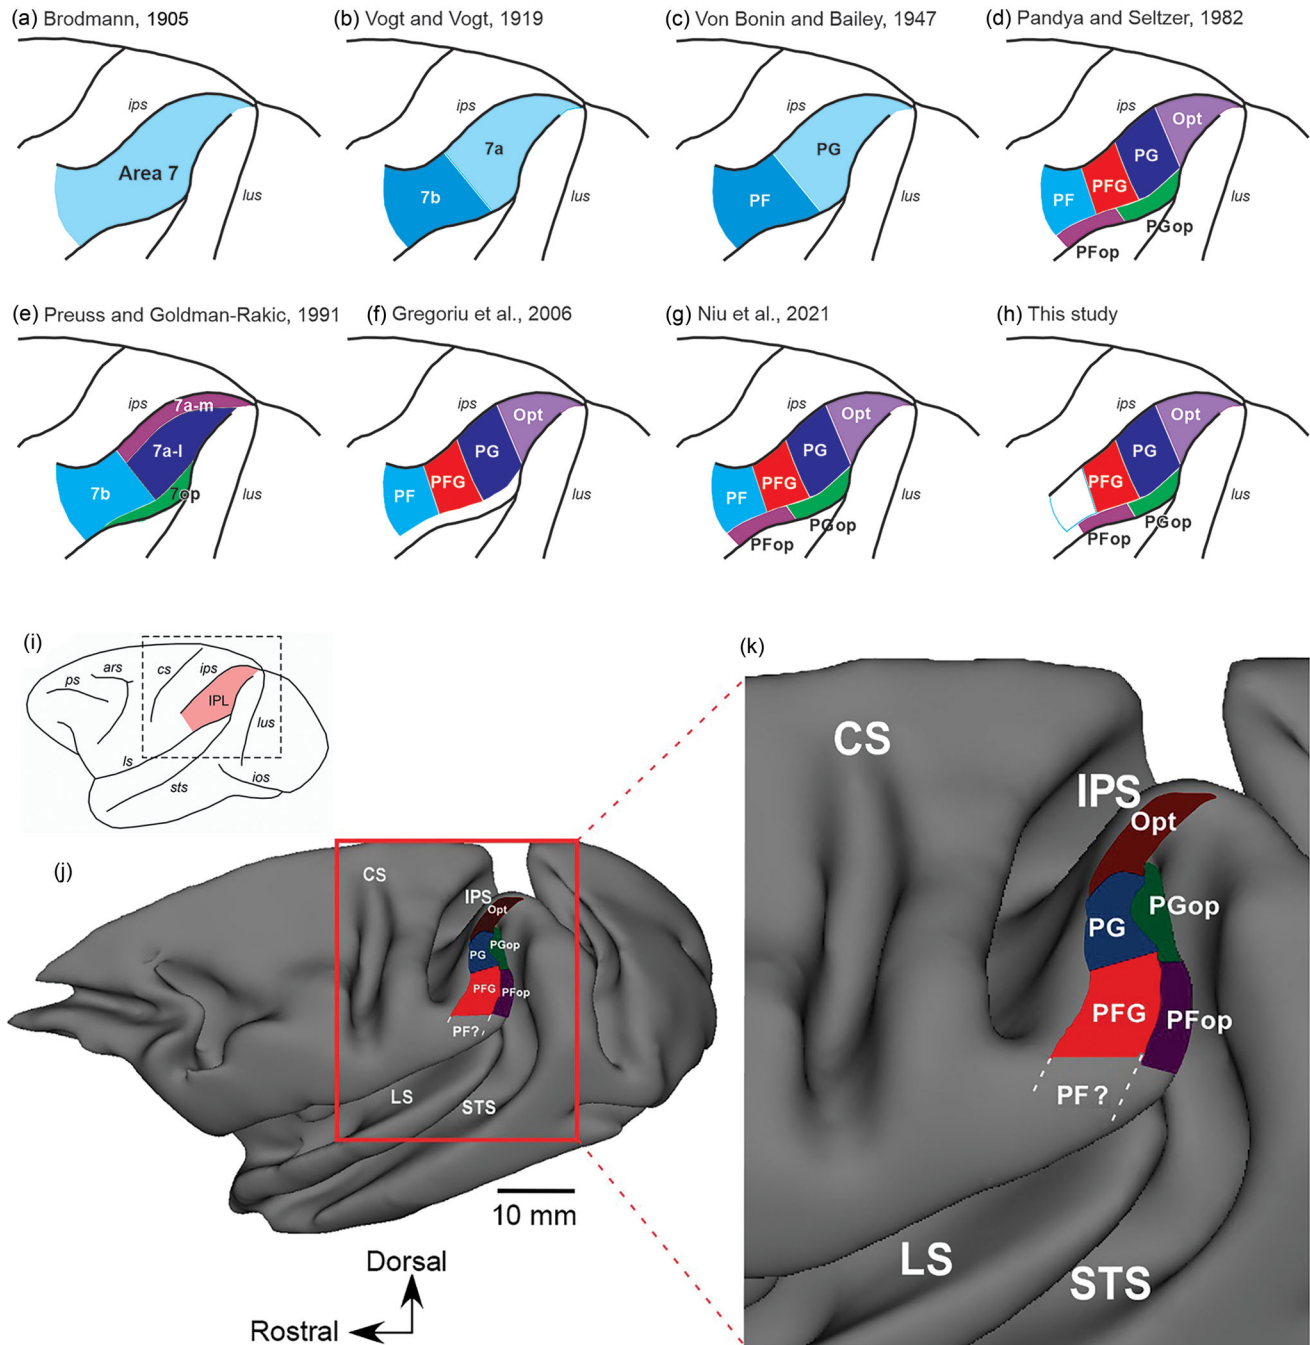 (a) Brodmann, 1905
(b) Vogt and Vogt, 1919
(c) Von Bonin and Bailey, 1947
(d) Pandya and Seltzer, 1982
ips
Area 7
lus
ips
7a
7b
lus
ips
PG
PF
lus
ips
Opt
PG
PFG
PF
PGop
PFop
lus
(e) Preuss and Goldman-Rakic, 1991
(f) Gregoriu et al., 2006
(g) Niu et al., 2021
(h) This study
ips
7a-m
7a-l
7b
7op
lus
ips
Opt
PG
PFG
PF
lus
ips
Opt
PG
PFG
PF
PGop
PFop
lus
ips
Opt
PG
PFG
PGop
PFop
lus
(i)
ars
cs
ips
ps
IPL
lus
ls
sts
ios
(j)
CS
IPS
Opt
PG
PGop
PFG
PFop
PF?
LS
STS
10 mm
Dorsal
Rostral
(k)
CS
IPS
Opt
PGop
PG
PFG
PFop
PF?
LS
STS